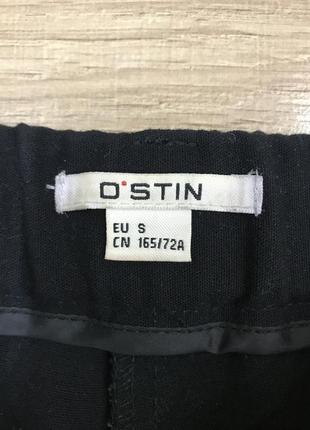 O'STIN
EU S
CN 165/72A